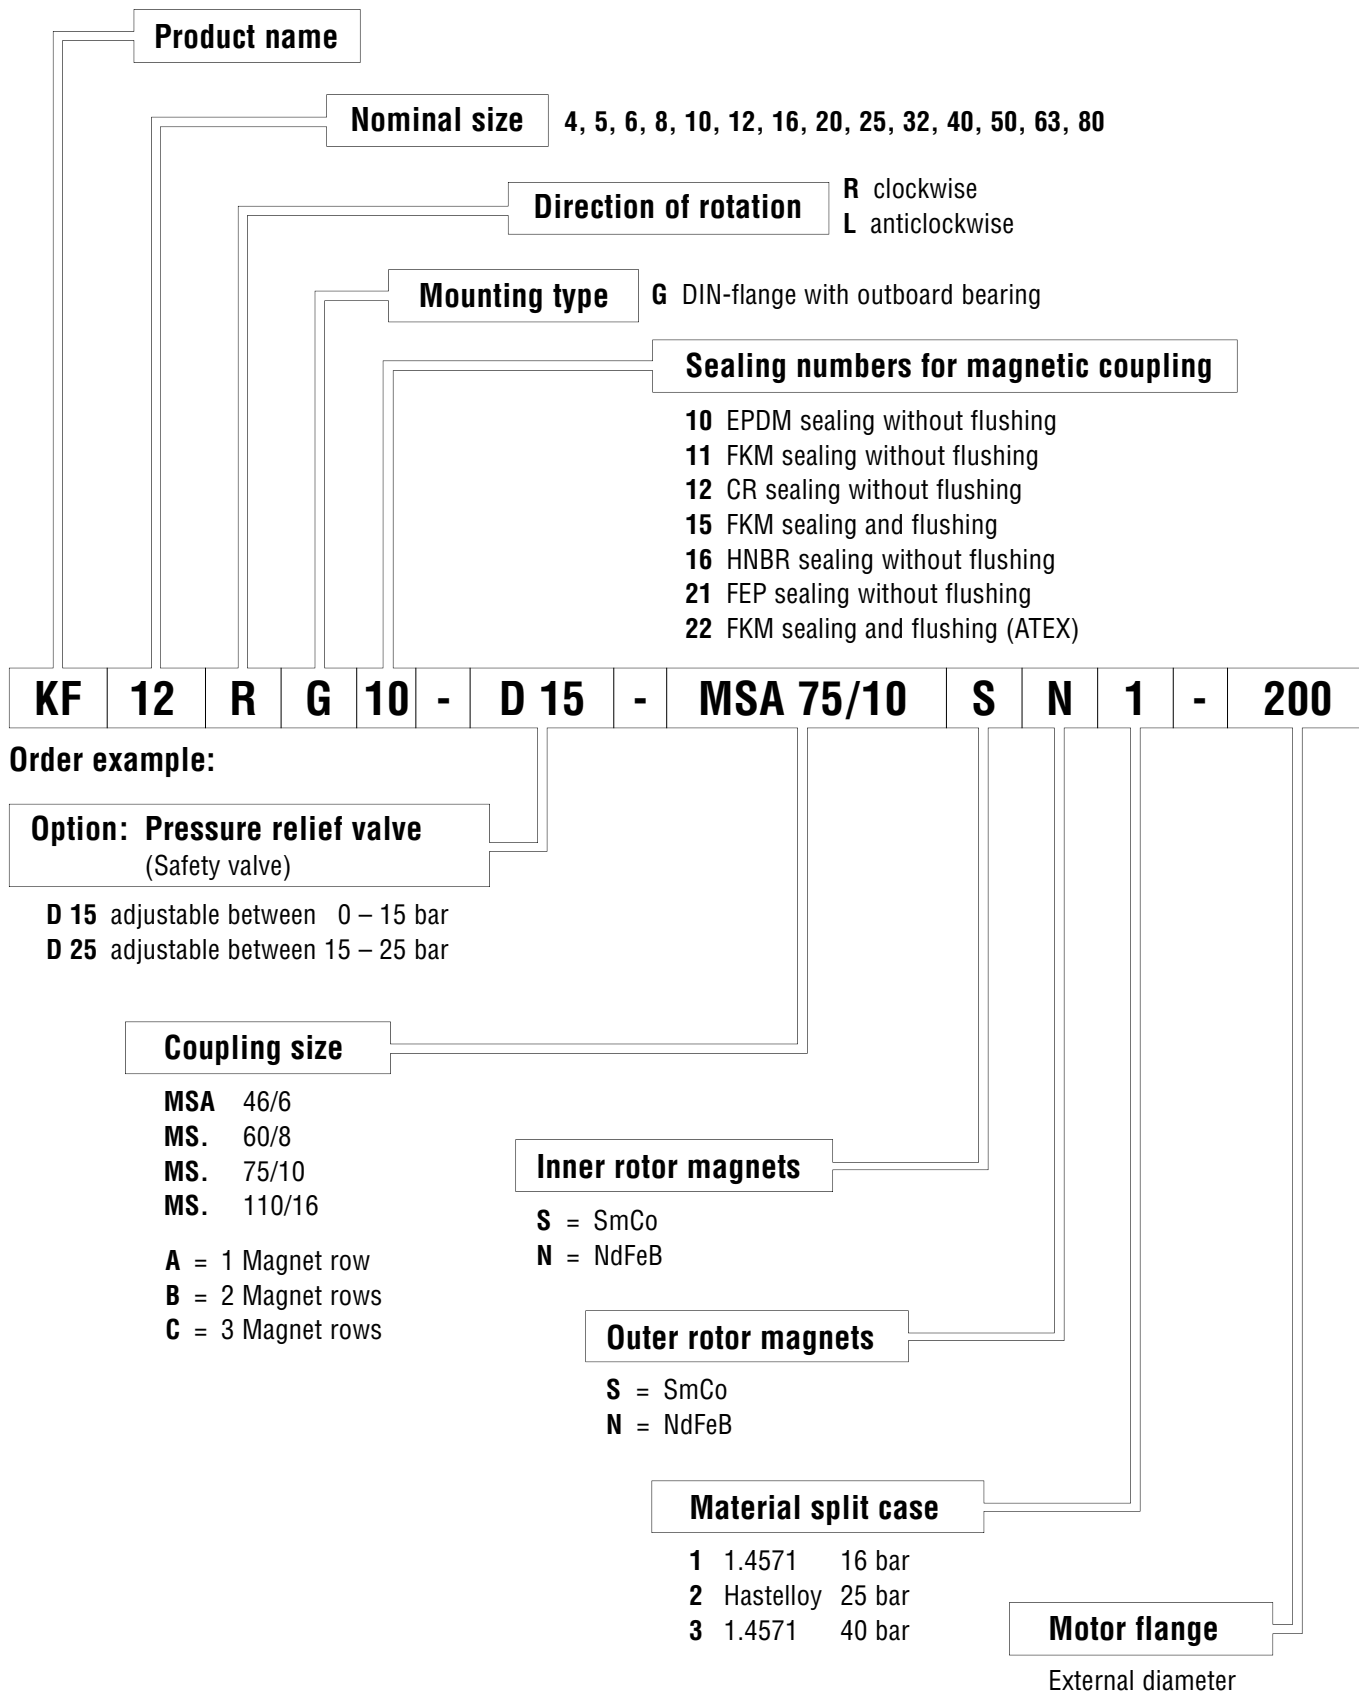 Product name
Nominal size 4, 5, 6, 8, 10, 12, 16, 20, 25, 32, 40, 50, 63, 80
Direction of rotation
R clockwise
L anticlockwise
Mounting type G DIN-flange with outboard bearing
Sealing numbers for magnetic coupling
10 EPDM sealing without flushing
11 FKM sealing without flushing
12 CR sealing without flushing
15 FKM sealing and flushing
16 HNBR sealing without flushing
21 FEP sealing without flushing
22 FKM sealing and flushing (ATEX)
KF 12 R G 10 - D 15 - MSA 75/10 S N 1 - 200
Order example:
Option: Pressure relief valve
(Safety valve)
D 15 adjustable between 0 – 15 bar
D 25 adjustable between 15 – 25 bar
Coupling size
MSA 46/6
MS. 60/8
MS. 75/10
MS. 110/16
A = 1 Magnet row
B = 2 Magnet rows
C = 3 Magnet rows
Inner rotor magnets
S = SmCo
N = NdFeB
Outer rotor magnets
S = SmCo
N = NdFeB
Material split case
1 1.4571 16 bar
2 Hastelloy 25 bar
3 1.4571 40 bar
Motor flange
External diameter